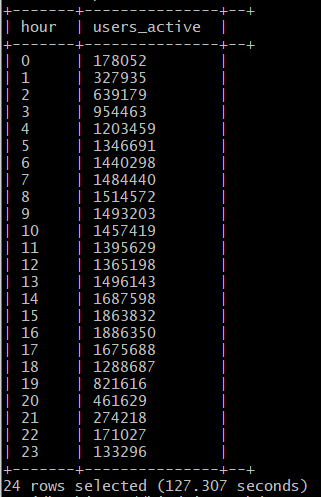 +-------+---------------+--+
| hour | users_active |
+-------+---------------+--+
| 0 | 178052 |
| 1 | 327935 |
| 2 | 639179 |
| 3 | 954463 |
| 4 | 1203459 |
| 5 | 1346691 |
| 6 | 1440298 |
| 7 | 1484440 |
| 8 | 1514572 |
| 9 | 1493203 |
| 10 | 1457419 |
| 11 | 1395629 |
| 12 | 1365198 |
| 13 | 1496143 |
| 14 | 1687598 |
| 15 | 1863832 |
| 16 | 1886350 |
| 17 | 1675688 |
| 18 | 1288687 |
| 19 | 821616 |
| 20 | 461629 |
| 21 | 274218 |
| 22 | 171027 |
| 23 | 133296 |
+-------+---------------+--+
24 rows selected (127.307 seconds)